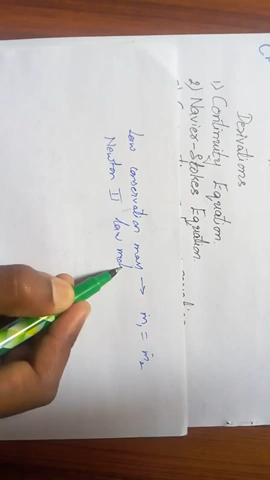 Derivations
1) Continuity Equation
2) Navier-Stokes Equation.
Law conservation mass → ṁ₁ = ṁ₂
Newton II law mo